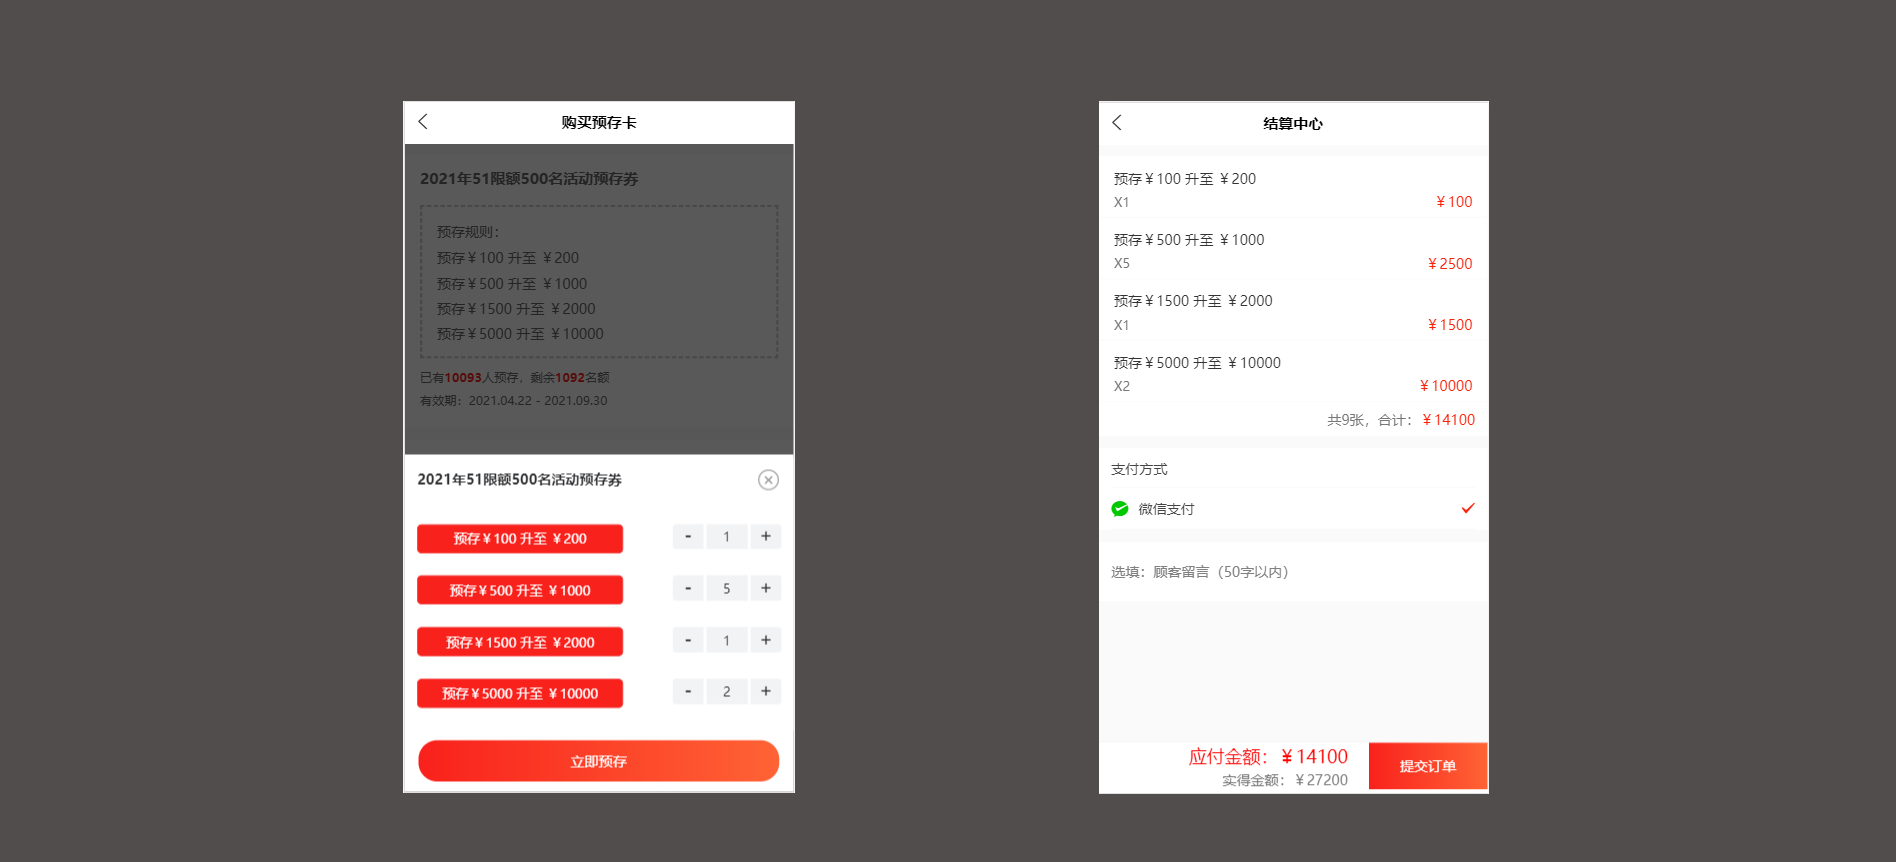 购买预存卡
2021年51限额500名活动预存券
预存规则：
预存￥100 升至 ￥200
预存￥500 升至 ￥1000
预存￥1500 升至 ￥2000
预存￥5000 升至 ￥10000
已有10093人预存，剩余1092名额
有效期：2021.04.22 - 2021.09.30
2021年51限额500名活动预存券
预存￥100 升至 ￥200 - 1 +
预存￥500 升至 ￥1000 - 5 +
预存￥1500 升至 ￥2000 - 1 +
预存￥5000 升至 ￥10000 - 2 +
立即预存
结算中心
预存￥100 升至 ￥200
X1 ￥100
预存￥500 升至 ￥1000
X5 ￥2500
预存￥1500 升至 ￥2000
X1 ￥1500
预存￥5000 升至 ￥10000
X2 ￥10000
共9张，合计：￥14100
支付方式
微信支付
选填：顾客留言（50字以内）
应付金额：￥14100
实得金额：￥27200
提交订单